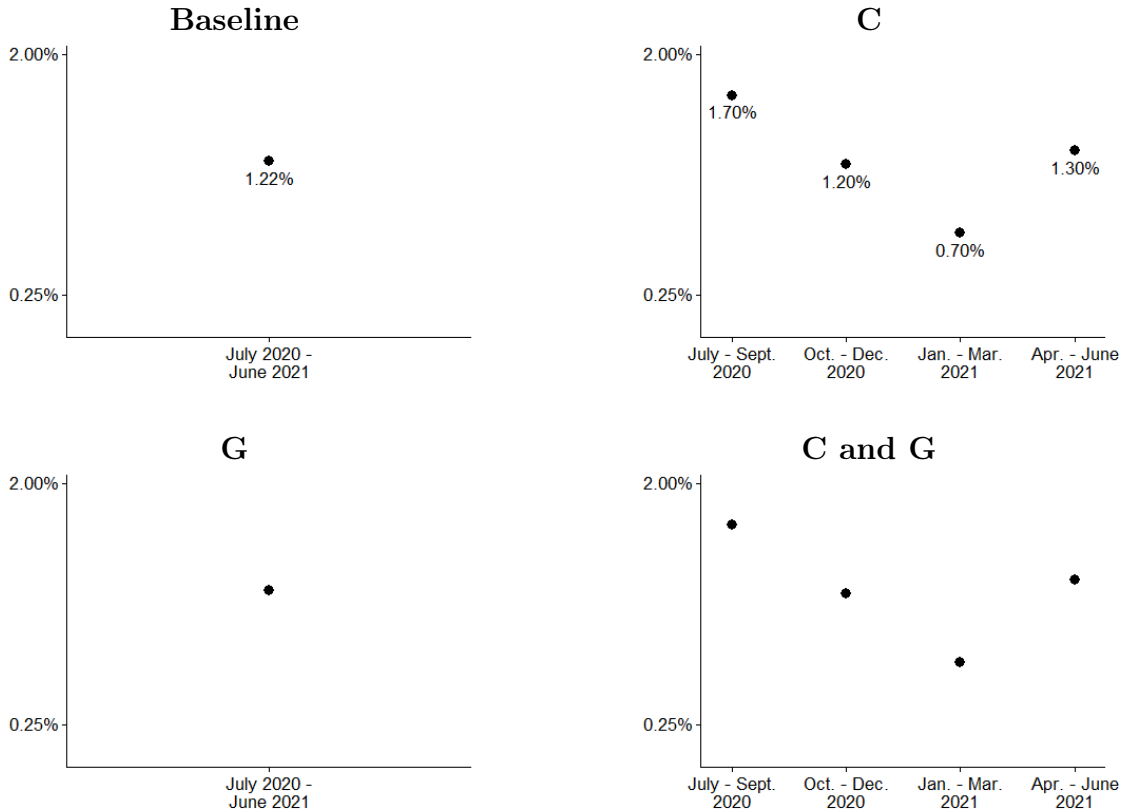 Baseline
2.00%
1.22%
0.25%
July 2020 -
June 2021
C
2.00%
1.70%
1.20%
1.30%
0.70%
0.25%
July - Sept.
2020
Oct. - Dec.
2020
Jan. - Mar.
2021
Apr. - June
2021
G
2.00%
0.25%
July 2020 -
June 2021
C and G
2.00%
0.25%
July - Sept.
2020
Oct. - Dec.
2020
Jan. - Mar.
2021
Apr. - June
2021